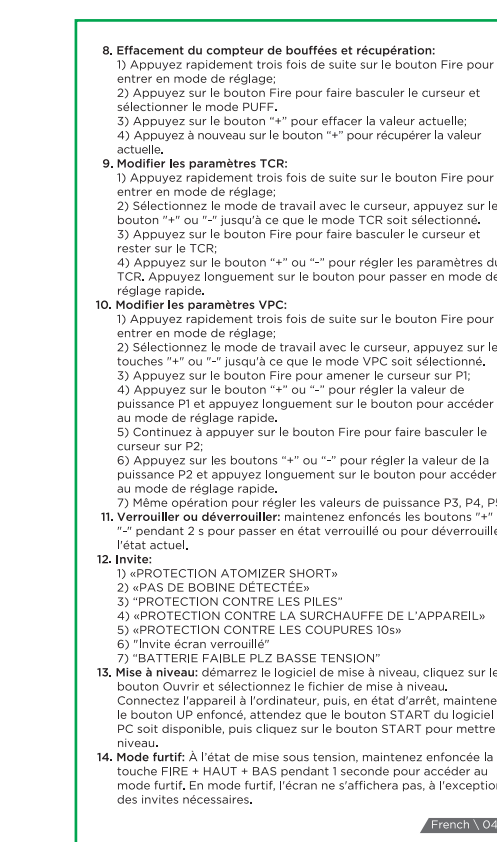 8. Effacement du compteur de bouffées et récupération:
1) Appuyez rapidement trois fois de suite sur le bouton Fire pour
entrer en mode de réglage;
2) Appuyez sur le bouton Fire pour faire basculer le curseur et
sélectionner le mode PUFF.
3) Appuyez sur le bouton “+” pour effacer la valeur actuelle;
4) Appuyez à nouveau sur le bouton “+” pour récupérer la valeur
actuelle.
9. Modifier les paramètres TCR:
1) Appuyez rapidement trois fois de suite sur le bouton Fire pour
entrer en mode de réglage;
2) Sélectionnez le mode de travail avec le curseur, appuyez sur le
bouton "+" ou "-" jusqu'à ce que le mode TCR soit sélectionné.
3) Appuyez sur le bouton Fire pour faire basculer le curseur et
rester sur le TCR;
4) Appuyez sur le bouton “+” ou “-” pour régler les paramètres du
TCR. Appuyez longuement sur le bouton pour passer en mode de
réglage rapide.
10. Modifier les paramètres VPC:
1) Appuyez rapidement trois fois de suite sur le bouton Fire pour
entrer en mode de réglage;
2) Sélectionnez le mode de travail avec le curseur, appuyez sur le
touches "+" ou "-" jusqu'à ce que le mode VPC soit sélectionné.
3) Appuyez sur le bouton Fire pour amener le curseur sur P1;
4) Appuyez sur le bouton “+” ou “-” pour régler la valeur de
puissance P1 et appuyez longuement sur le bouton pour accéder
au mode de réglage rapide.
5) Continuez à appuyer sur le bouton Fire pour faire basculer le
curseur sur P2;
6) Appuyez sur les boutons “+” ou “-” pour régler la valeur de la
puissance P2 et appuyez longuement sur le bouton pour accéder
au mode de réglage rapide.
7) Même opération pour régler les valeurs de puissance P3, P4, P5
11. Verrouiller ou déverrouiller: maintenez enfoncés les boutons "+"
"-" pendant 2 s pour passer en état verrouillé ou pour déverrouille
l'état actuel.
12. Invite:
1) «PROTECTION ATOMIZER SHORT»
2) «PAS DE BOBINE DÉTECTÉE»
3) “PROTECTION CONTRE LES PILES”
4) «PROTECTION CONTRE LA SURCHAUFFE DE L'APPAREIL»
5) «PROTECTION CONTRE LES COUPURES 10s»
6) "Invite écran verrouillé"
7) “BATTERIE FAIBLE PLZ BASSE TENSION”
13. Mise à niveau: démarrez le logiciel de mise à niveau, cliquez sur le
bouton Ouvrir et sélectionnez le fichier de mise à niveau.
Connectez l'appareil à l'ordinateur, puis, en état d'arrêt, maintene
le bouton UP enfoncé, attendez que le bouton START du logiciel
PC soit disponible, puis cliquez sur le bouton START pour mettre
niveau.
14. Mode furtif: À l'état de mise sous tension, maintenez enfoncée la
touche FIRE + HAUT + BAS pendant 1 seconde pour accéder au
mode furtif. En mode furtif, l'écran ne s'affichera pas, à l'exception
des invites nécessaires.
French \ 04